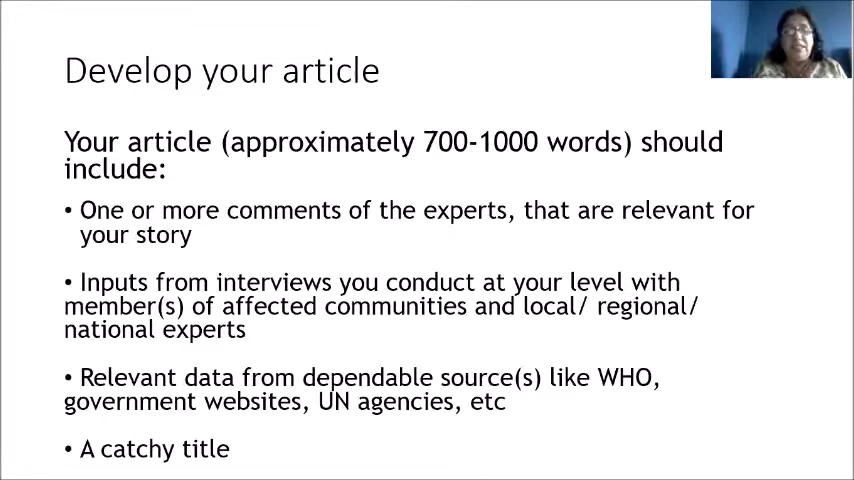 Develop your article
Your article (approximately 700-1000 words) should
include:
• One or more comments of the experts, that are relevant for
your story
• Inputs from interviews you conduct at your level with
member(s) of affected communities and local/ regional/
national experts
• Relevant data from dependable source(s) like WHO,
government websites, UN agencies, etc
• A catchy title